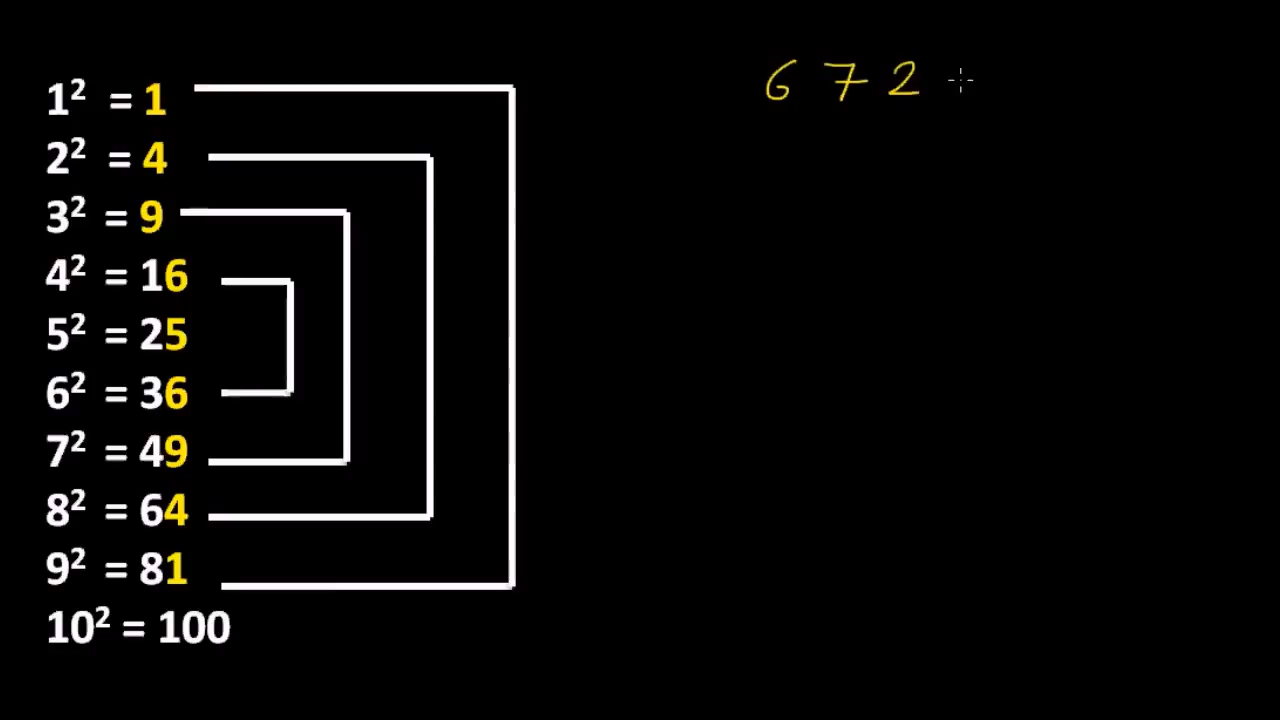 1² = 1
2² = 4
3² = 9
4² = 16
5² = 25
6² = 36
7² = 49
8² = 64
9² = 81
10² = 100
6 7 2